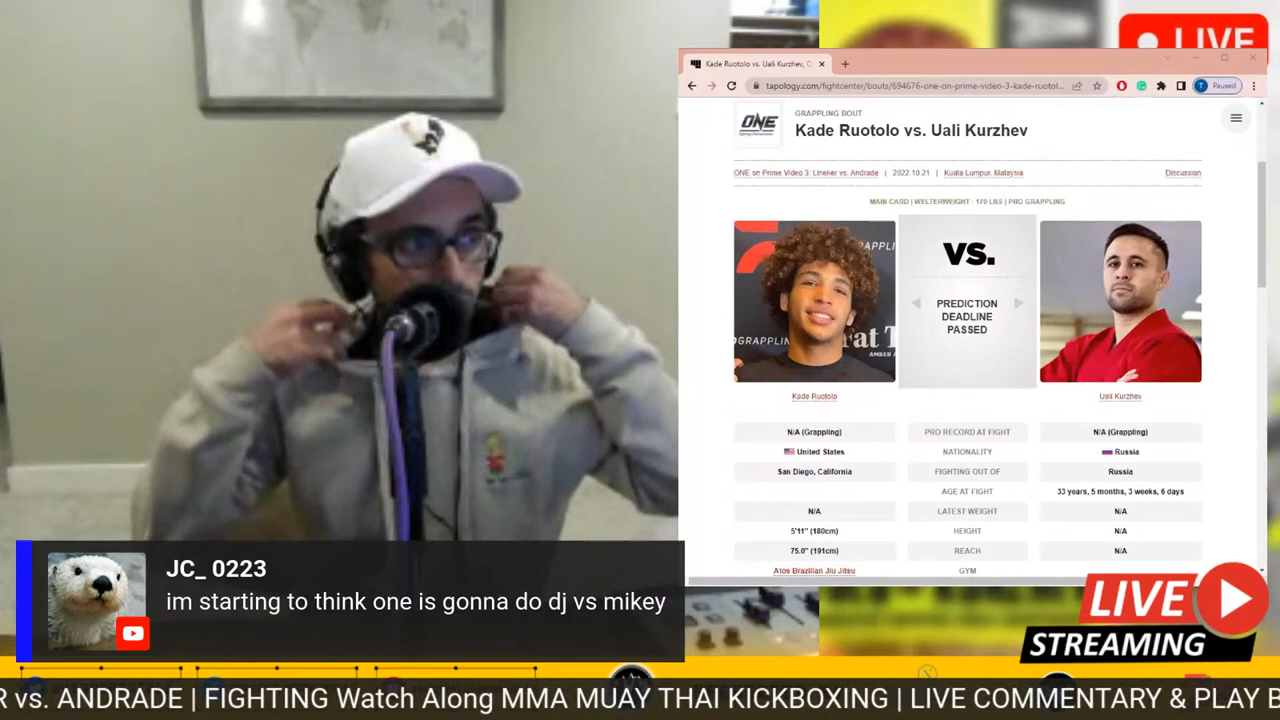 LIVE
Kade Ruotolo vs. Uali Kurzhev, D
tapology.com/fightcenter/bouts/694676-one-on-prime-video-3-kade-ruotol...
T
Paused
ONE
GRAPPLING BOUT
Kade Ruotolo vs. Uali Kurzhev
ONE on Prime Video 3: Lineker vs. Andrade | 2022.10.21 | Kuala Lumpur, Malaysia
Discussion
MAIN CARD | WELTERWEIGHT · 170 LBS | PRO GRAPPLING
VS.
PREDICTION
DEADLINE
PASSED
Kade Ruotolo
Uali Kurzhev
N/A (Grappling) PRO RECORD AT FIGHT N/A (Grappling)
United States NATIONALITY Russia
San Diego, California FIGHTING OUT OF Russia
AGE AT FIGHT 33 years, 5 months, 3 weeks, 6 days
N/A LATEST WEIGHT N/A
5'11" (180cm) HEIGHT N/A
75.0" (191cm) REACH N/A
Atos Brazilian Jiu Jitsu GYM
JC_ 0223
im starting to think one is gonna do dj vs mikey
LIVE
STREAMING
R vs. ANDRADE | FIGHTING Watch Along MMA MUAY THAI KICKBOXING | LIVE COMMENTARY & PLAY B